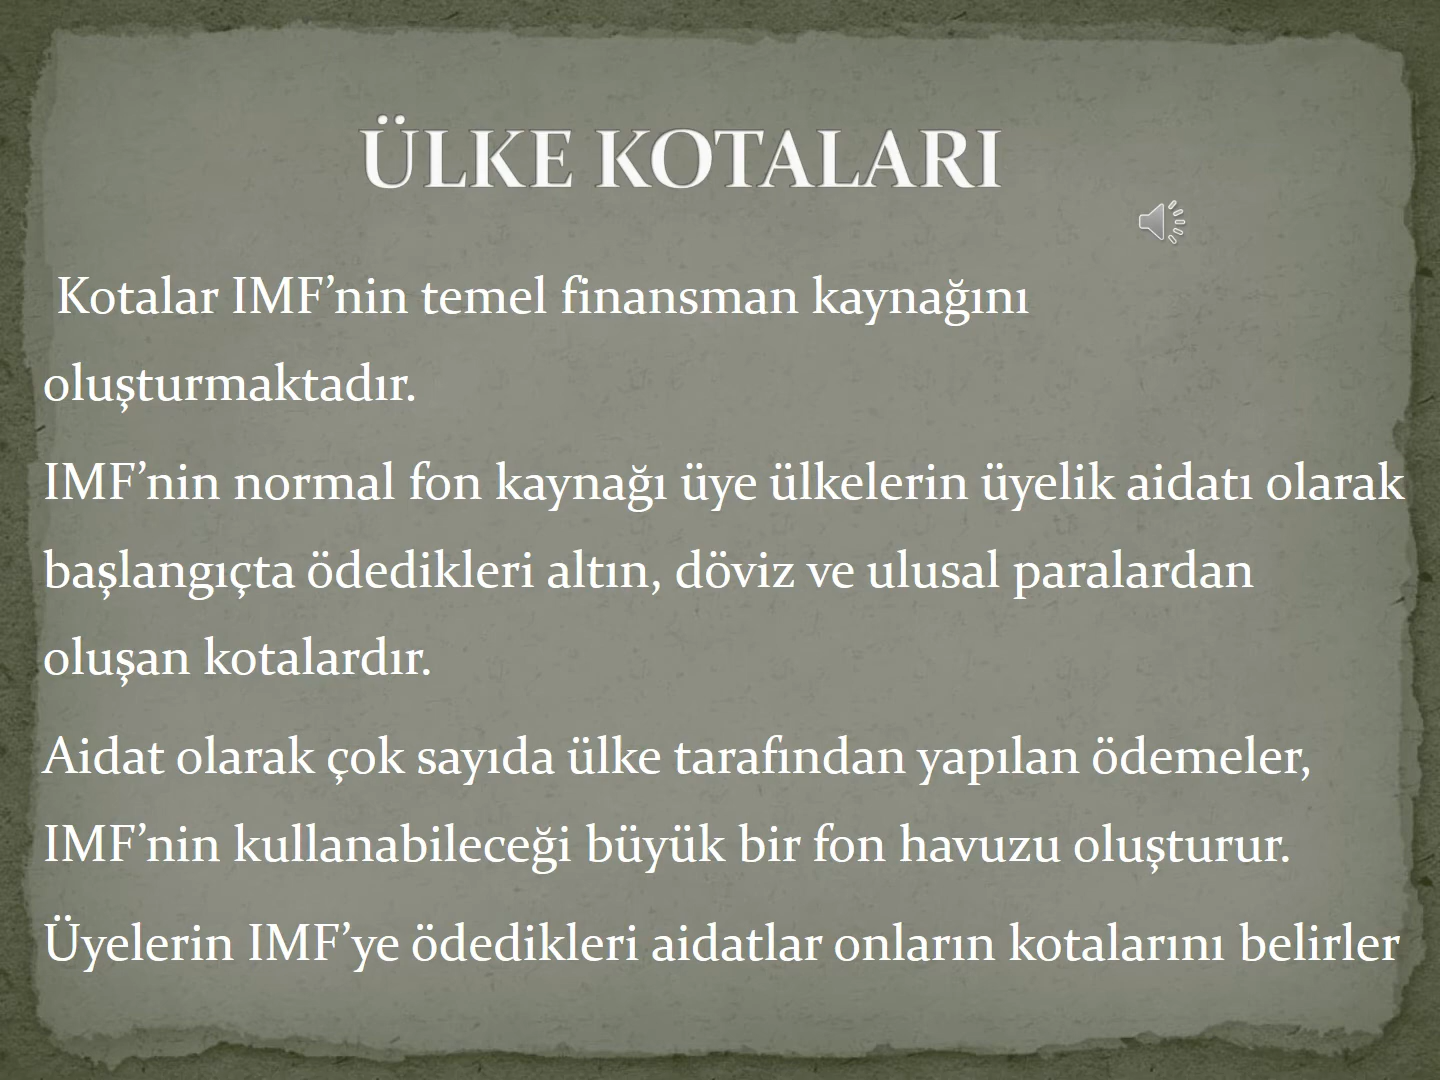 ÜLKE KOTALARI
Kotalar IMF’nin temel finansman kaynağını
oluşturmaktadır.
IMF’nin normal fon kaynağı üye ülkelerin üyelik aidatı olarak
başlangıçta ödedikleri altın, döviz ve ulusal paralardan
oluşan kotalardır.
Aidat olarak çok sayıda ülke tarafından yapılan ödemeler,
IMF’nin kullanabileceği büyük bir fon havuzu oluşturur.
Üyelerin IMF’ye ödedikleri aidatlar onların kotalarını belirler